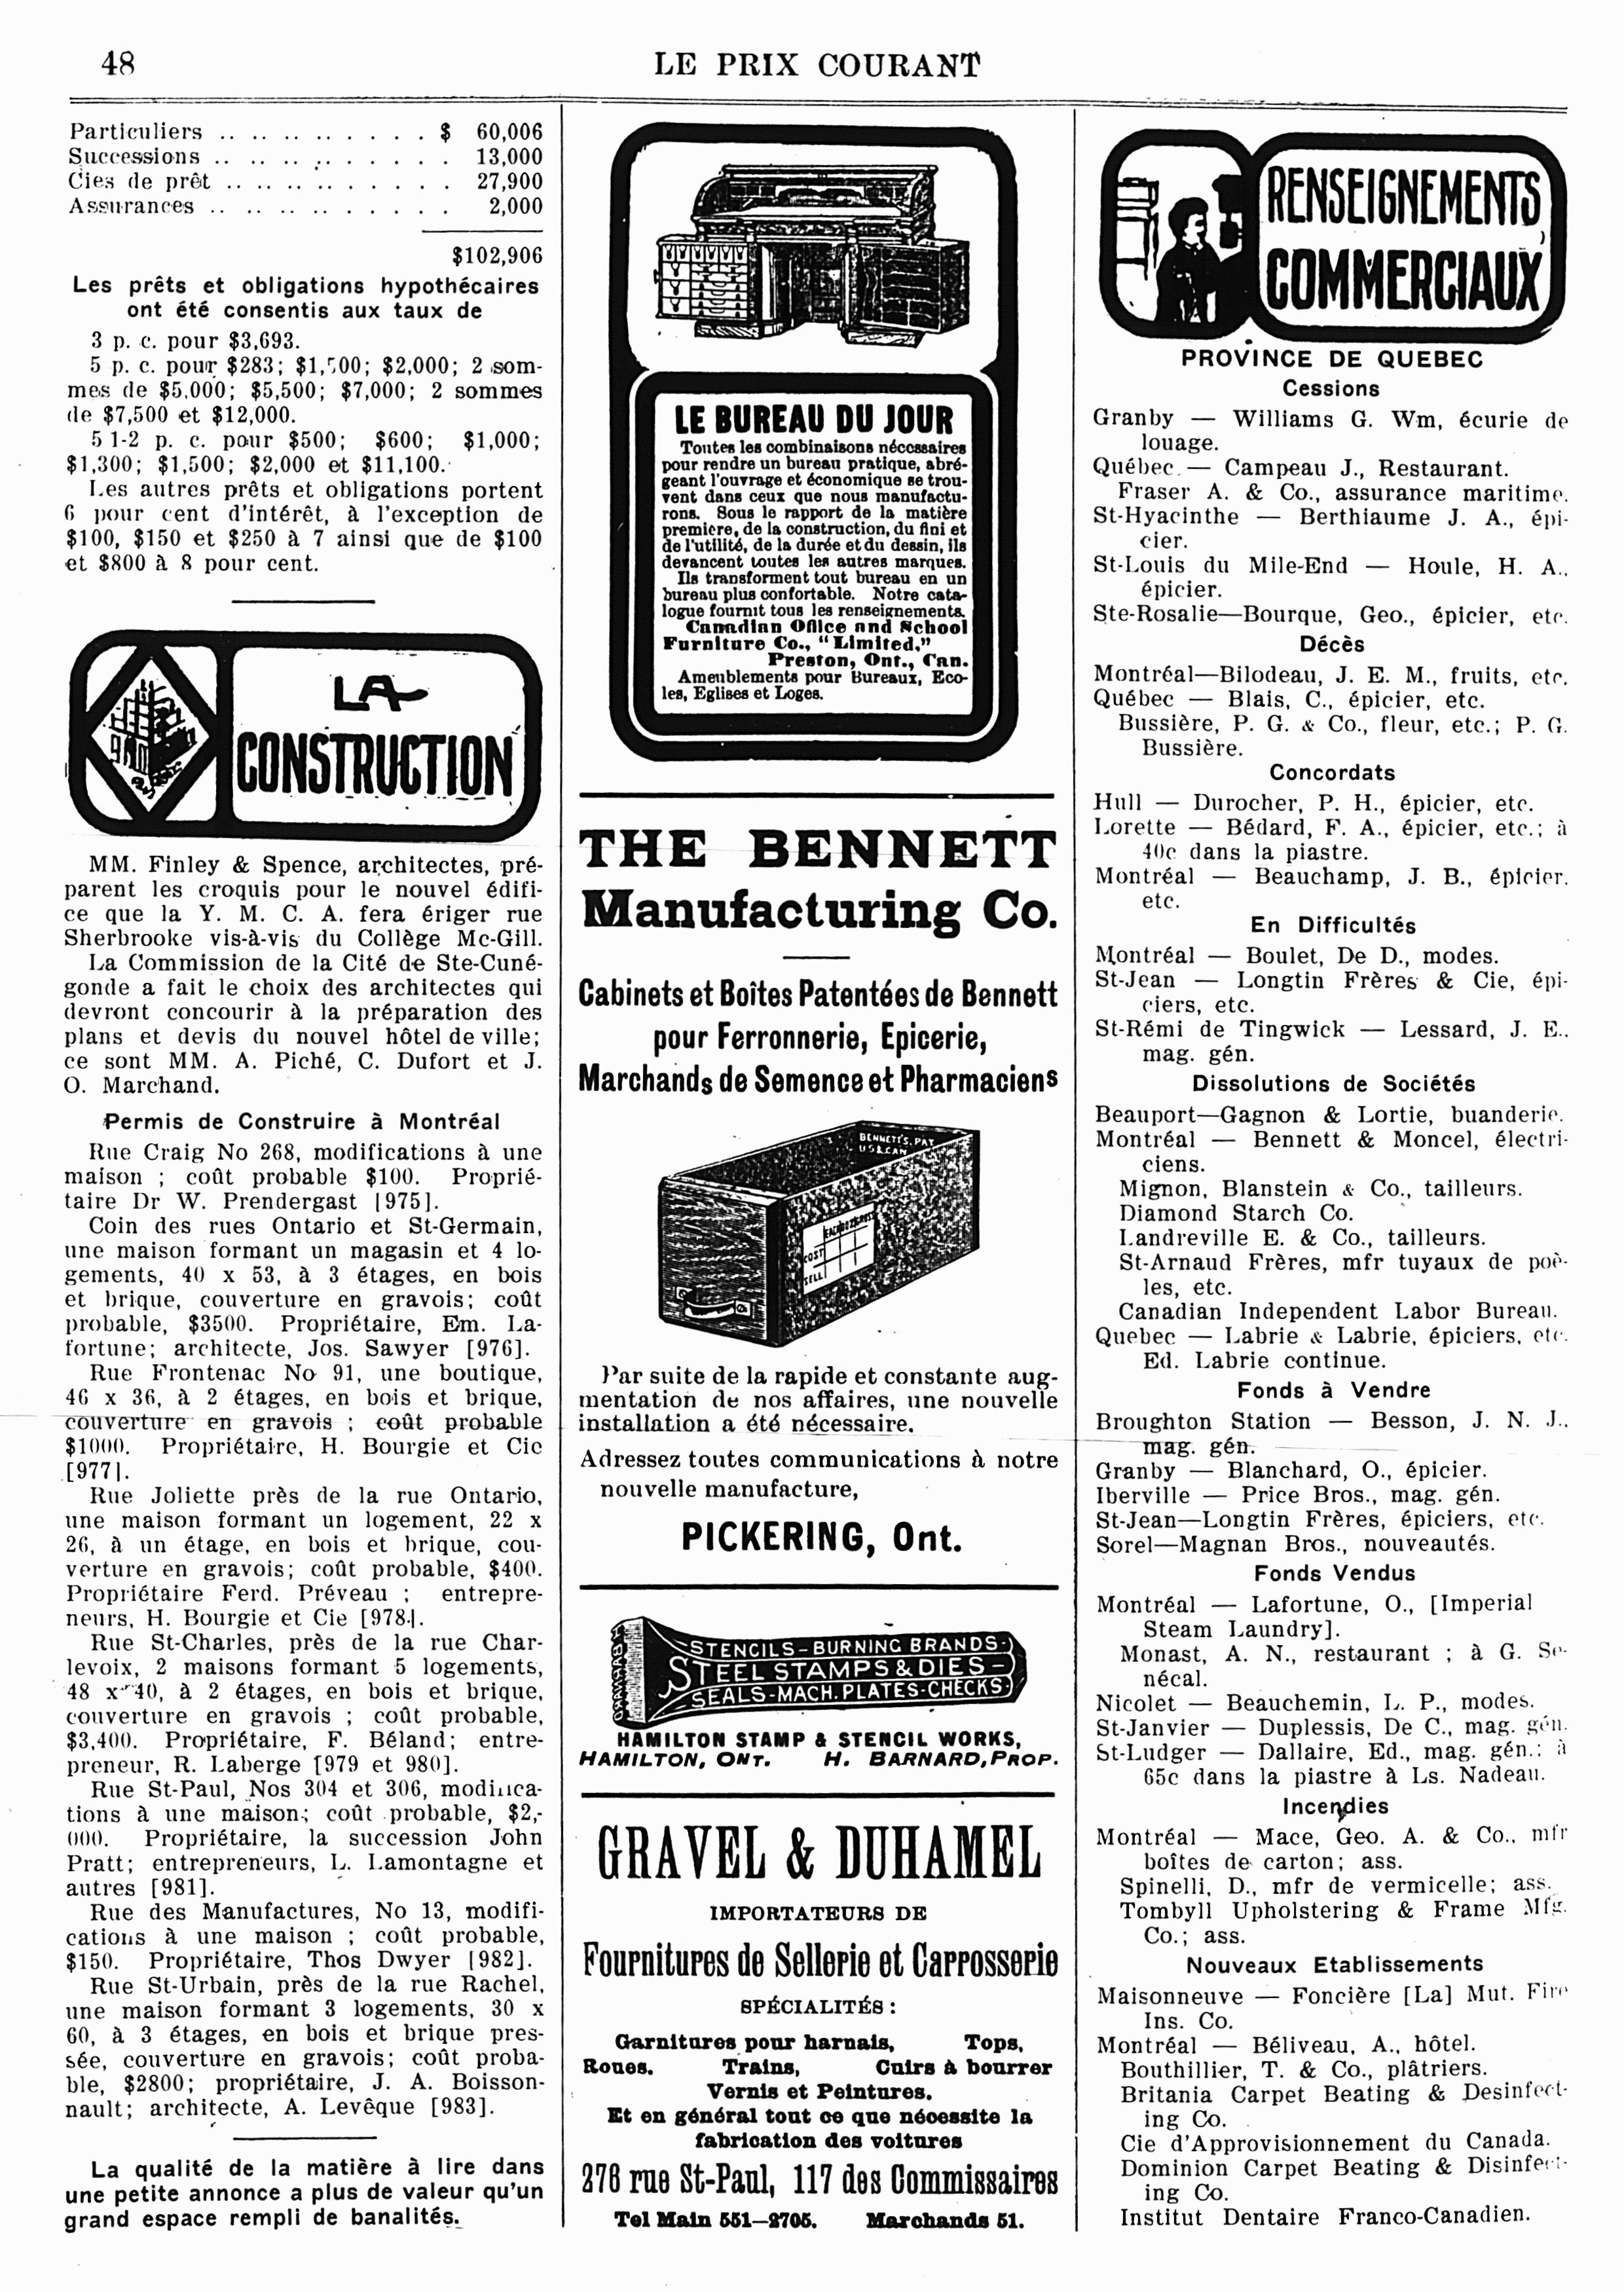 48
LE PRIX COURANT
Particuliers .. .. .. .. .. . . . . $ 60,006
Successions .. .. .. .. .. . . . . 13,000
Cies de prêt .. .. .. .. . . . . . . 27,900
Assurances .. .. .. .. . . . . . . 2,000
$102,906
Les prêts et obligations hypothécaires
ont été consentis aux taux de
3 p. c. pour $3,693.
5 p. c. pour $283; $1,500; $2,000; 2 som-
mes de $5,000; $5,500; $7,000; 2 sommes
de $7,500 et $12,000.
5 1-2 p. c. pour $500; $600; $1,000;
$1,300; $1,500; $2,000 et $11,100.
Les autres prêts et obligations portent
6 pour cent d'intérêt, à l'exception de
$100, $150 et $250 à 7 ainsi que de $100
et $800 à 8 pour cent.
LA
CONSTRUCTION
MM. Finley & Spence, architectes, pré-
parent les croquis pour le nouvel édifi-
ce que la Y. M. C. A. fera ériger rue
Sherbrooke vis-à-vis du Collège Mc-Gill.
La Commission de la Cité de Ste-Cuné-
gonde a fait le choix des architectes qui
devront concourir à la préparation des
plans et devis du nouvel hôtel de ville;
ce sont MM. A. Piché, C. Dufort et J.
O. Marchand.
Permis de Construire à Montréal
Rue Craig No 268, modifications à une
maison ; coût probable $100. Proprié-
taire Dr W. Prendergast [975].
Coin des rues Ontario et St-Germain,
une maison formant un magasin et 4 lo-
gements, 40 x 53, à 3 étages, en bois
et brique, couverture en gravois; coût
probable, $3500. Propriétaire, Em. La-
fortune; architecte, Jos. Sawyer [976].
Rue Frontenac No 91, une boutique,
46 x 36, à 2 étages, en bois et brique,
couverture en gravois ; coût probable
$1000. Propriétaire, H. Bourgie et Cie
[977].
Rue Joliette près de la rue Ontario,
une maison formant un logement, 22 x
26, à un étage, en bois et brique, cou-
verture en gravois; coût probable, $400.
Propriétaire Ferd. Préveau ; entrepre-
neurs, H. Bourgie et Cie [978].
Rue St-Charles, près de la rue Char-
levoix, 2 maisons formant 5 logements,
48 x 40, à 2 étages, en bois et brique,
couverture en gravois ; coût probable,
$3,400. Propriétaire, F. Béland; entre-
preneur, R. Laberge [979 et 980].
Rue St-Paul, Nos 304 et 306, modifica-
tions à une maison; coût probable, $2,-
000. Propriétaire, la succession John
Pratt; entrepreneurs, L. Lamontagne et
autres [981].
Rue des Manufactures, No 13, modifi-
cations à une maison ; coût probable,
$150. Propriétaire, Thos Dwyer [982].
Rue St-Urbain, près de la rue Rachel,
une maison formant 3 logements, 30 x
60, à 3 étages, en bois et brique pres-
sée, couverture en gravois; coût proba-
ble, $2800; propriétaire, J. A. Boisson-
nault; architecte, A. Levêque [983].
La qualité de la matière à lire dans
une petite annonce a plus de valeur qu'un
grand espace rempli de banalités.
LE BUREAU DU JOUR
Toutes les combinaisons nécessaires
pour rendre un bureau pratique, abré-
geant l'ouvrage et économique se trou-
vent dans ceux que nous manufactu-
rons. Sous le rapport de la matière
première, de la construction, du fini et
de l'utilité, de la durée et du dessin, ils
devancent toutes les autres marques.
Ils transforment tout bureau en un
bureau plus confortable. Notre cata-
logue fournit tous les renseignements.
Canadian Office and School
Furniture Co., "Limited,"
Preston, Ont., Can.
Ameublements pour Bureaux, Eco-
les, Eglises et Loges.
THE BENNETT
Manufacturing Co.
Cabinets et Boîtes Patentées de Bennett
pour Ferronnerie, Epicerie,
Marchands de Semence et Pharmaciens
BENNETT'S. PAT
US & CAN
EACH DOZ GROSS
COST
SELL
Par suite de la rapide et constante aug-
mentation de nos affaires, une nouvelle
installation a été nécessaire.
Adressez toutes communications à notre
nouvelle manufacture,
PICKERING, Ont.
STENCILS-BURNING BRANDS-
STEEL STAMPS & DIES-
SEALS-MACH. PLATES-CHECKS
HAMILTON STAMP & STENCIL WORKS,
HAMILTON, ONT. H. BARNARD, PROP.
GRAVEL & DUHAMEL
IMPORTATEURS DE
Fournitures de Sellerie et Carrosserie
SPÉCIALITÉS :
Garnitures pour harnais, Tops,
Roues. Trains, Cuirs à bourrer
Vernis et Peintures.
Et en général tout ce que nécessite la
fabrication des voitures
276 rue St-Paul, 117 des Commissaires
Tel Main 551—2705. Marchands 51.
RENSEIGNEMENTS
COMMERCIAUX
PROVINCE DE QUEBEC
Cessions
Granby — Williams G. Wm, écurie de
louage.
Québec — Campeau J., Restaurant.
Fraser A. & Co., assurance maritime.
St-Hyacinthe — Berthiaume J. A., épi-
cier.
St-Louis du Mile-End — Houle, H. A.,
épicier.
Ste-Rosalie—Bourque, Geo., épicier, etc.
Décès
Montréal—Bilodeau, J. E. M., fruits, etc.
Québec — Blais, C., épicier, etc.
Bussière, P. G. & Co., fleur, etc.; P. G.
Bussière.
Concordats
Hull — Durocher, P. H., épicier, etc.
Lorette — Bédard, F. A., épicier, etc.; à
40c dans la piastre.
Montréal — Beauchamp, J. B., épicier,
etc.
En Difficultés
Montréal — Boulet, De D., modes.
St-Jean — Longtin Frères & Cie, épi-
ciers, etc.
St-Rémi de Tingwick — Lessard, J. E.,
mag. gén.
Dissolutions de Sociétés
Beauport—Gagnon & Lortie, buanderie.
Montréal — Bennett & Moncel, électri-
ciens.
Mignon, Blanstein & Co., tailleurs.
Diamond Starch Co.
Landreville E. & Co., tailleurs.
St-Arnaud Frères, mfr tuyaux de poê-
les, etc.
Canadian Independent Labor Bureau.
Quebec — Labrie & Labrie, épiciers, etc.
Ed. Labrie continue.
Fonds à Vendre
Broughton Station — Besson, J. N. J.,
mag. gén.
Granby — Blanchard, O., épicier.
Iberville — Price Bros., mag. gén.
St-Jean—Longtin Frères, épiciers, etc.
Sorel—Magnan Bros., nouveautés.
Fonds Vendus
Montréal — Lafortune, O., [Imperial
Steam Laundry].
Monast, A. N., restaurant ; à G. Sé-
nécal.
Nicolet — Beauchemin, L. P., modes.
St-Janvier — Duplessis, De C., mag. gén.
St-Ludger — Dallaire, Ed., mag. gén.; à
65c dans la piastre à Ls. Nadeau.
Incendies
Montréal — Mace, Geo. A. & Co., mfr
boîtes de carton; ass.
Spinelli, D., mfr de vermicelle; ass.
Tombyll Upholstering & Frame Mfg.
Co.; ass.
Nouveaux Etablissements
Maisonneuve — Foncière [La] Mut. Fire
Ins. Co.
Montréal — Béliveau, A., hôtel.
Bouthillier, T. & Co., plâtriers.
Britania Carpet Beating & Desinfect-
ing Co.
Cie d'Approvisionnement du Canada.
Dominion Carpet Beating & Disinfect-
ing Co.
Institut Dentaire Franco-Canadien.